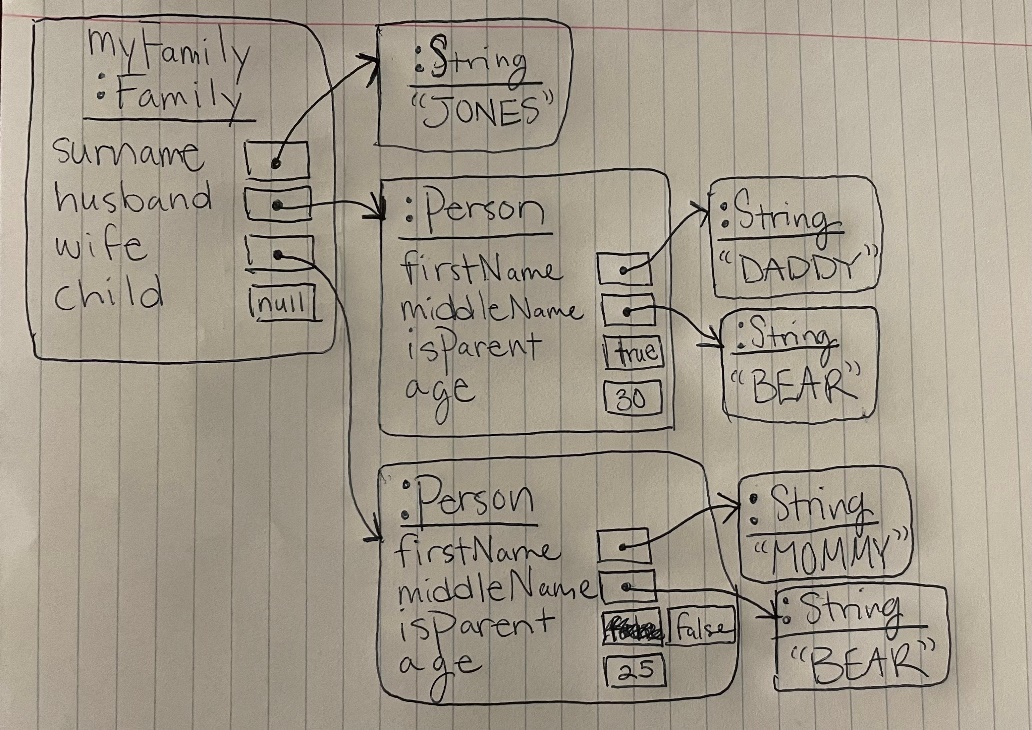 myFamily
:Family
surname
husband
wife
child null
:String
"JONES"
:Person
firstName
middleName
isParent true
age 30
:String
"DADDY"
:String
"BEAR"
:Person
firstName
middleName
isParent false
age 25
:String
"MOMMY"
:String
"BEAR"